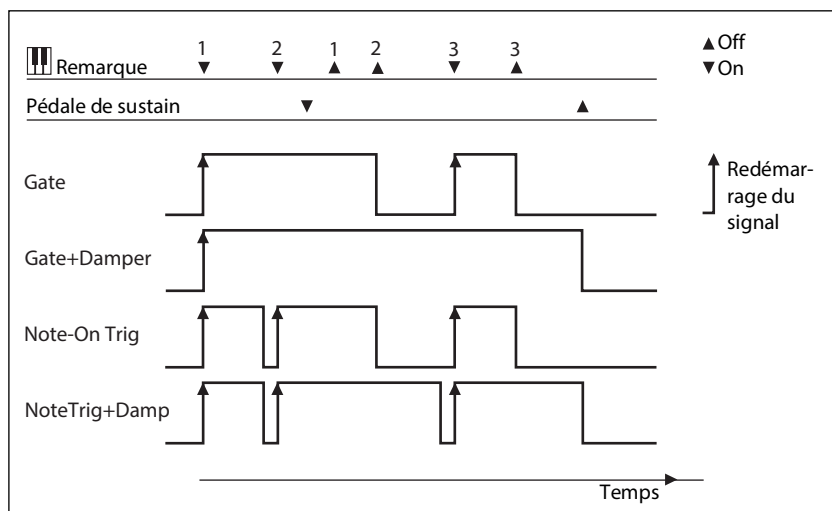 1 2 1 2 3 3
▲Off
Remarque
▼On
Pédale de sustain
Gate
Redémar-
rage du
signal
Gate+Damper
Note-On Trig
NoteTrig+Damp
Temps